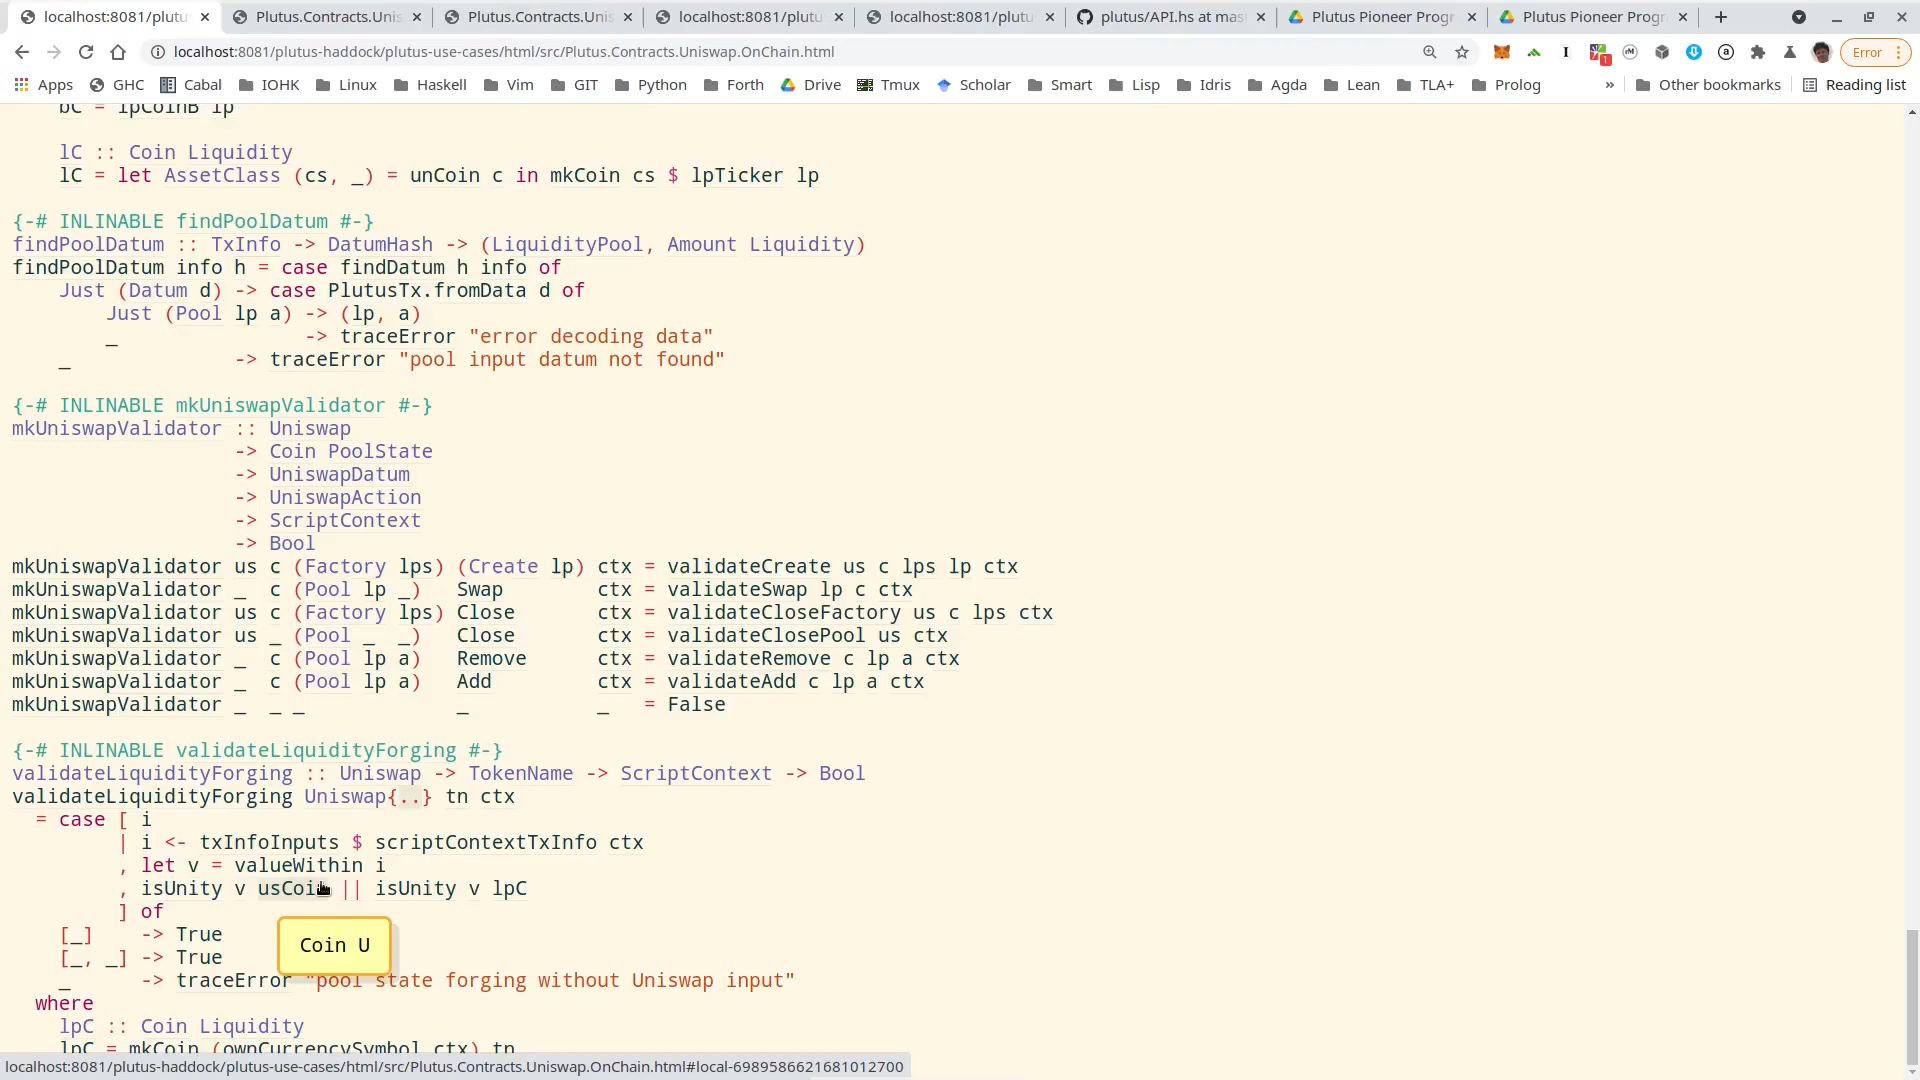 localhost:8081/plutu
Plutus.Contracts.Unis
Plutus.Contracts.Unis
localhost:8081/plutu
localhost:8081/plutu
plutus/API.hs at mas
Plutus Pioneer Progr
Plutus Pioneer Progr
localhost:8081/plutus-haddock/plutus-use-cases/html/src/Plutus.Contracts.Uniswap.OnChain.html
Error
Apps GHC Cabal IOHK Linux Haskell Vim GIT Python Forth Drive Tmux Scholar Smart Lisp Idris Agda Lean TLA+ Prolog » Other bookmarks Reading list
bC = lpCoinB lp
lC :: Coin Liquidity
lC = let AssetClass (cs, _) = unCoin c in mkCoin cs $ lpTicker lp
{-# INLINABLE findPoolDatum #-}
findPoolDatum :: TxInfo -> DatumHash -> (LiquidityPool, Amount Liquidity)
findPoolDatum info h = case findDatum h info of
Just (Datum d) -> case PlutusTx.fromData d of
Just (Pool lp a) -> (lp, a)
_ -> traceError "error decoding data"
_ -> traceError "pool input datum not found"
{-# INLINABLE mkUniswapValidator #-}
mkUniswapValidator :: Uniswap
-> Coin PoolState
-> UniswapDatum
-> UniswapAction
-> ScriptContext
-> Bool
mkUniswapValidator us c (Factory lps) (Create lp) ctx = validateCreate us c lps lp ctx
mkUniswapValidator _ c (Pool lp _) Swap ctx = validateSwap lp c ctx
mkUniswapValidator us c (Factory lps) Close ctx = validateCloseFactory us c lps ctx
mkUniswapValidator us _ (Pool _ _) Close ctx = validateClosePool us ctx
mkUniswapValidator _ c (Pool lp a) Remove ctx = validateRemove c lp a ctx
mkUniswapValidator _ c (Pool lp a) Add ctx = validateAdd c lp a ctx
mkUniswapValidator _ _ _ _ _ = False
{-# INLINABLE validateLiquidityForging #-}
validateLiquidityForging :: Uniswap -> TokenName -> ScriptContext -> Bool
validateLiquidityForging Uniswap{..} tn ctx
= case [ i
| i <- txInfoInputs $ scriptContextTxInfo ctx
, let v = valueWithin i
, isUnity v usCoin || isUnity v lpC
] of
[_] -> True
[_, _] -> True
Coin U
_ -> traceError "pool state forging without Uniswap input"
where
lpC :: Coin Liquidity
lpC = mkCoin (ownCurrencySymbol ctx) tn
localhost:8081/plutus-haddock/plutus-use-cases/html/src/Plutus.Contracts.Uniswap.OnChain.html#local-6989586621681012700